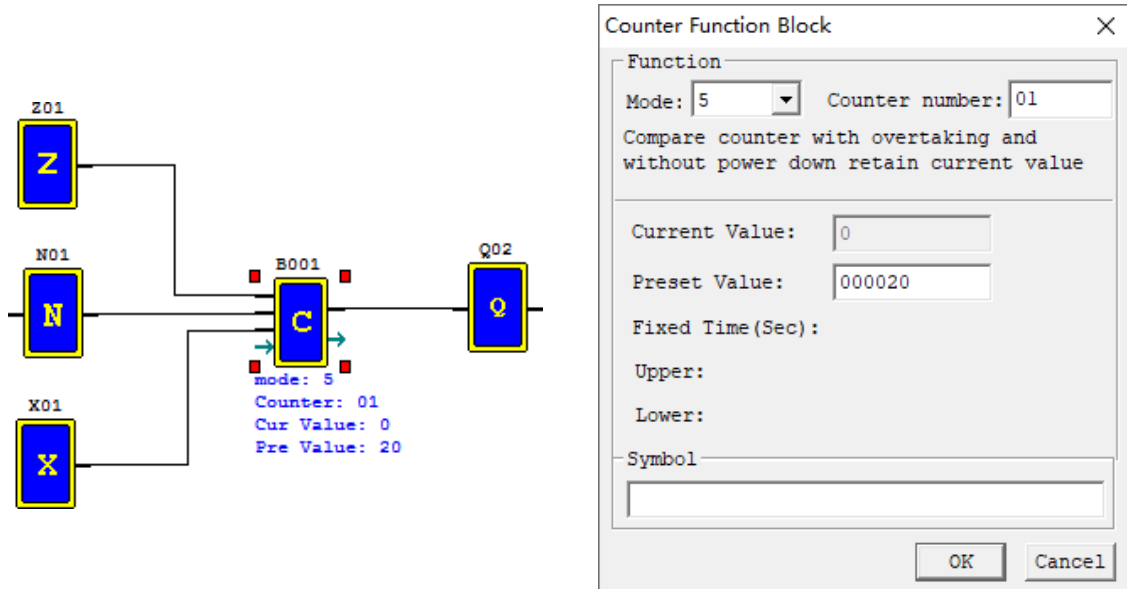 Z01
Z
N01
N
X01
X
B001
C
mode: 5
Counter: 01
Cur Value: 0
Pre Value: 20
Q02
Q
Counter Function Block
Function
Mode: 5 Counter number: 01
Compare counter with overtaking and
without power down retain current value
Current Value: 0
Preset Value: 000020
Fixed Time(Sec):
Upper:
Lower:
Symbol
OK Cancel